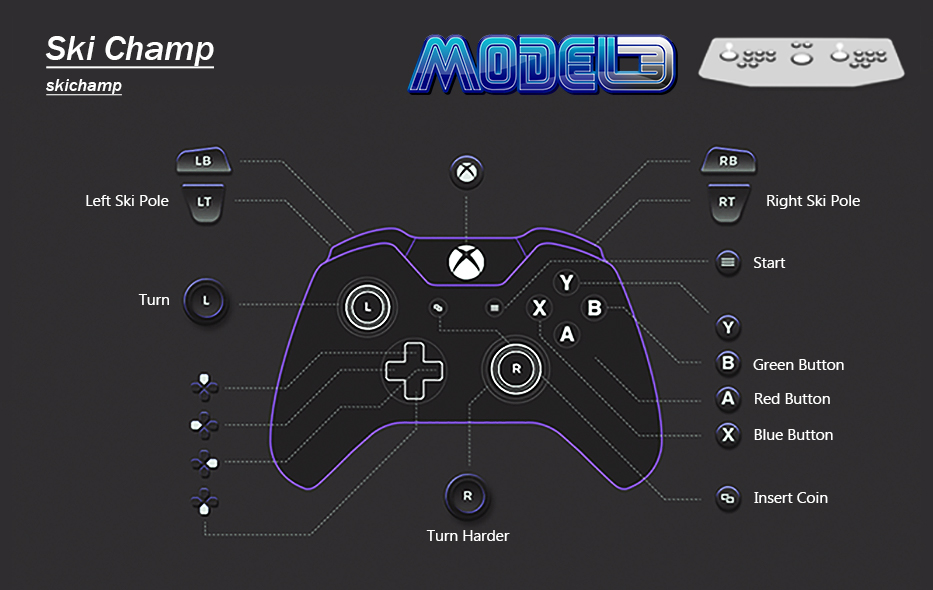 Ski Champ
skichamp
MODEL3
LB
RB
Left Ski Pole
LT
RT
Right Ski Pole
Start
Turn
L
L
Y
X
B
A
Y
R
B
Green Button
A
Red Button
X
Blue Button
R
Insert Coin
Turn Harder